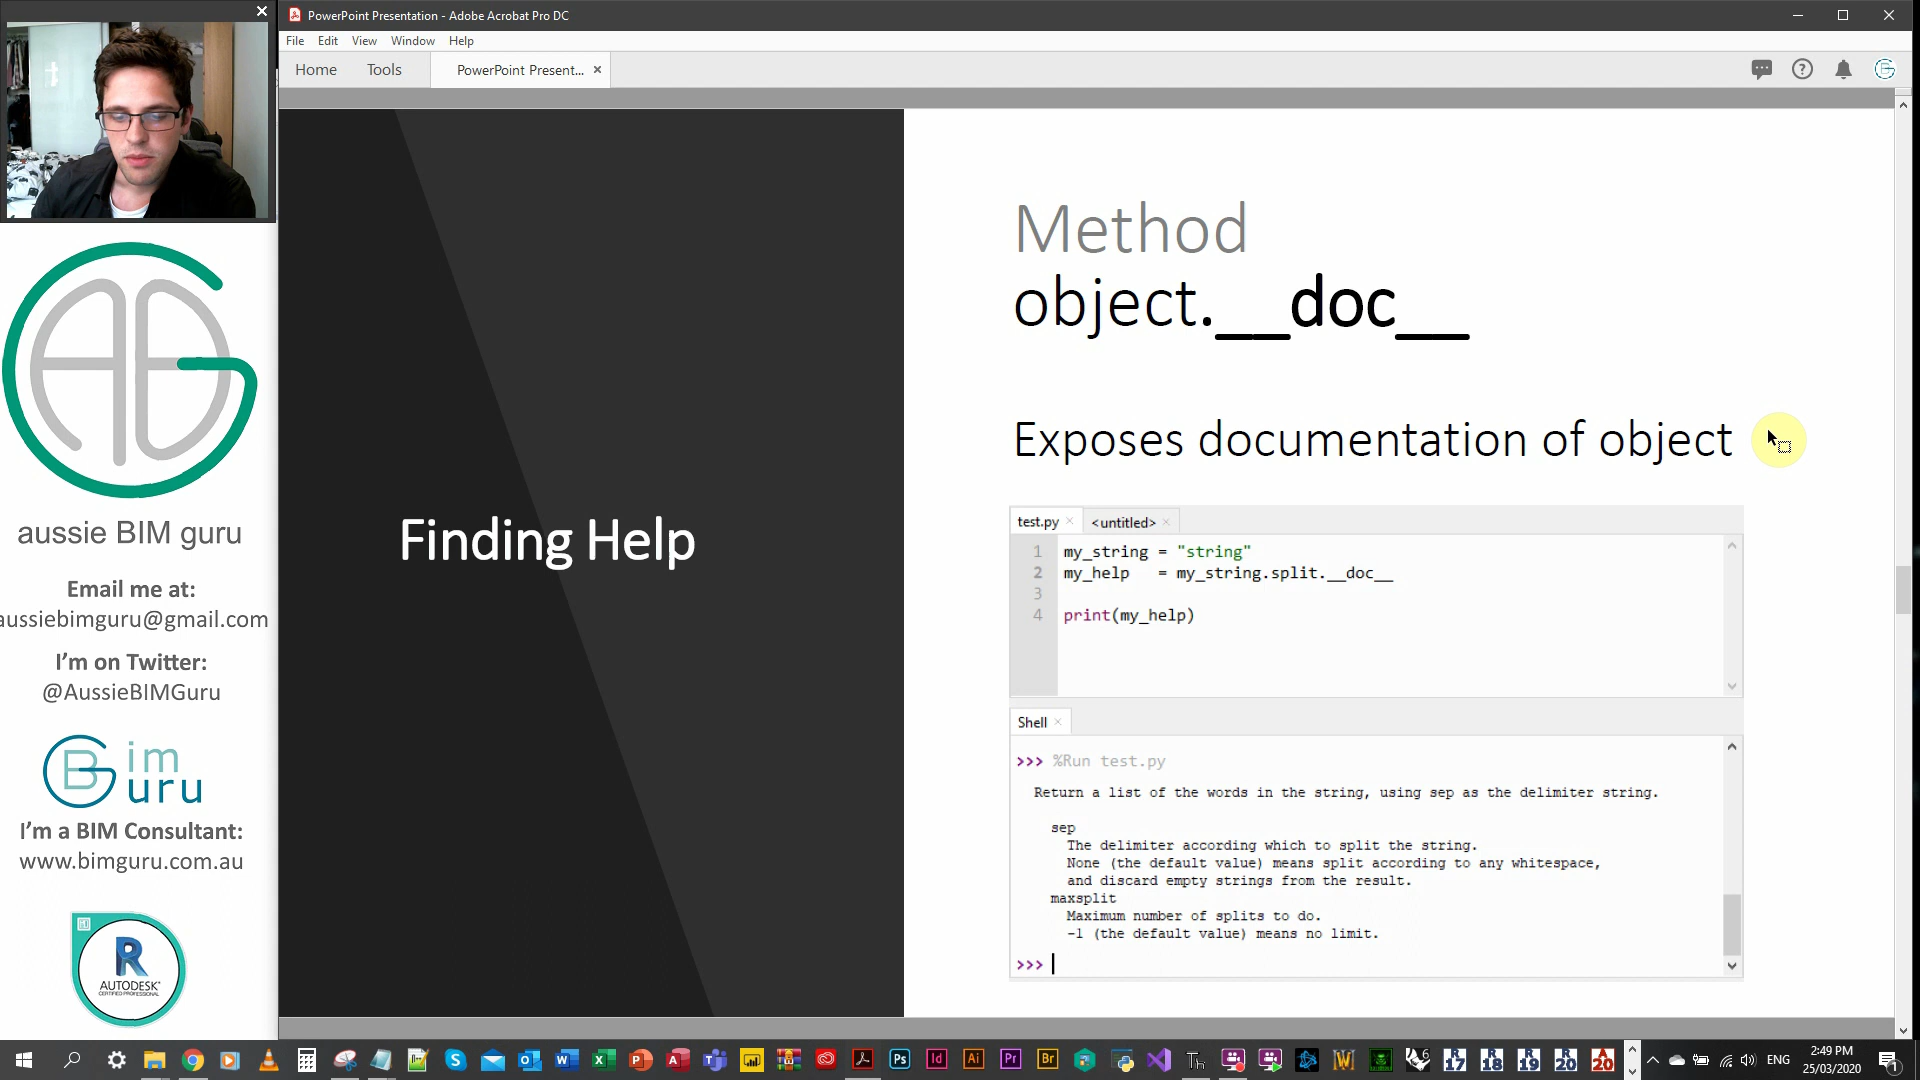 PowerPoint Presentation - Adobe Acrobat Pro DC
File Edit View Window Help
Home Tools PowerPoint Present...
aussie BIM guru
Email me at:
aussiebimguru@gmail.com
I'm on Twitter:
@AussieBIMGuru
BG im
uru
I'm a BIM Consultant:
www.bimguru.com.au
R
AUTODESK
CERTIFIED PROFESSIONAL
Finding Help
Method
object.__doc__
Exposes documentation of object
test.py <untitled>
1 my_string = "string"
2 my_help = my_string.split.__doc__
3
4 print(my_help)
Shell
>>> %Run test.py
Return a list of the words in the string, using sep as the delimiter string.
sep
The delimiter according which to split the string.
None (the default value) means split according to any whitespace,
and discard empty strings from the result.
maxsplit
Maximum number of splits to do.
-1 (the default value) means no limit.
>>>
ENG
2:49 PM
25/03/2020